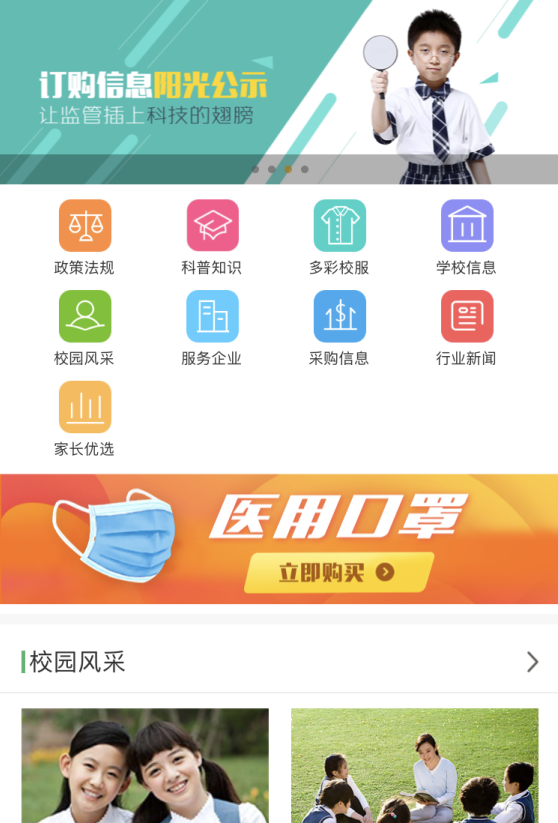 订购信息阳光公示
让监管插上科技的翅膀
政策法规
科普知识
多彩校服
学校信息
校园风采
服务企业
采购信息
行业新闻
家长优选
医用口罩
立即购买
校园风采